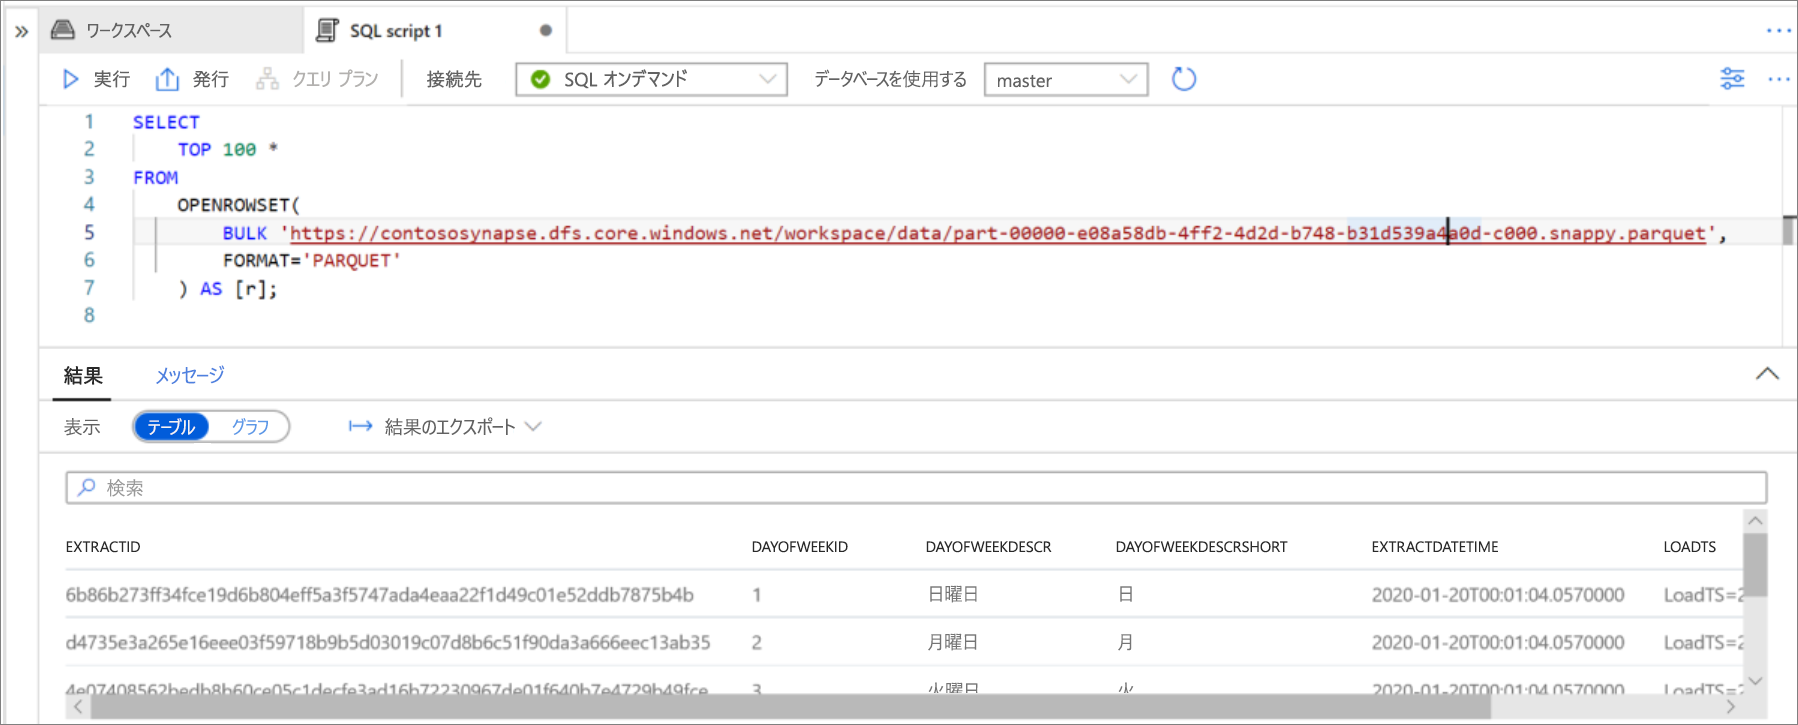 ワークスペース
SQL script 1
実行
発行
クエリ プラン
接続先
SQL オンデマンド
データベースを使用する
master
1 SELECT
2 TOP 100 *
3 FROM
4 OPENROWSET(
5 BULK 'https://contososynapse.dfs.core.windows.net/workspace/data/part-00000-e08a58db-4ff2-4d2d-b748-b31d539a4a0d-c000.snappy.parquet',
6 FORMAT='PARQUET'
7 ) AS [r];
8
結果
メッセージ
表示
テーブル
グラフ
結果のエクスポート
検索
EXTRACTID DAYOFWEEKID DAYOFWEEKDESCR DAYOFWEEKDESCRSHORT EXTRACTDATETIME LOADTS
6b86b273ff34fce19d6b804eff5a3f5747ada4eaa22f1d49c01e52ddb7875b4b 1 日曜日 日 2020-01-20T00:01:04.0570000 LoadTS=2
d4735e3a265e16eee03f59718b9b5d03019c07d8b6c51f90da3a666eec13ab35 2 月曜日 月 2020-01-20T00:01:04.0570000 LoadTS=2
4e07408562bedb8b60ce05c1decfe3ad16b72230967de01f640b7e4729b49fce 3 火曜日 火 2020-01-20T00:01:04.0570000 LoadTS=2